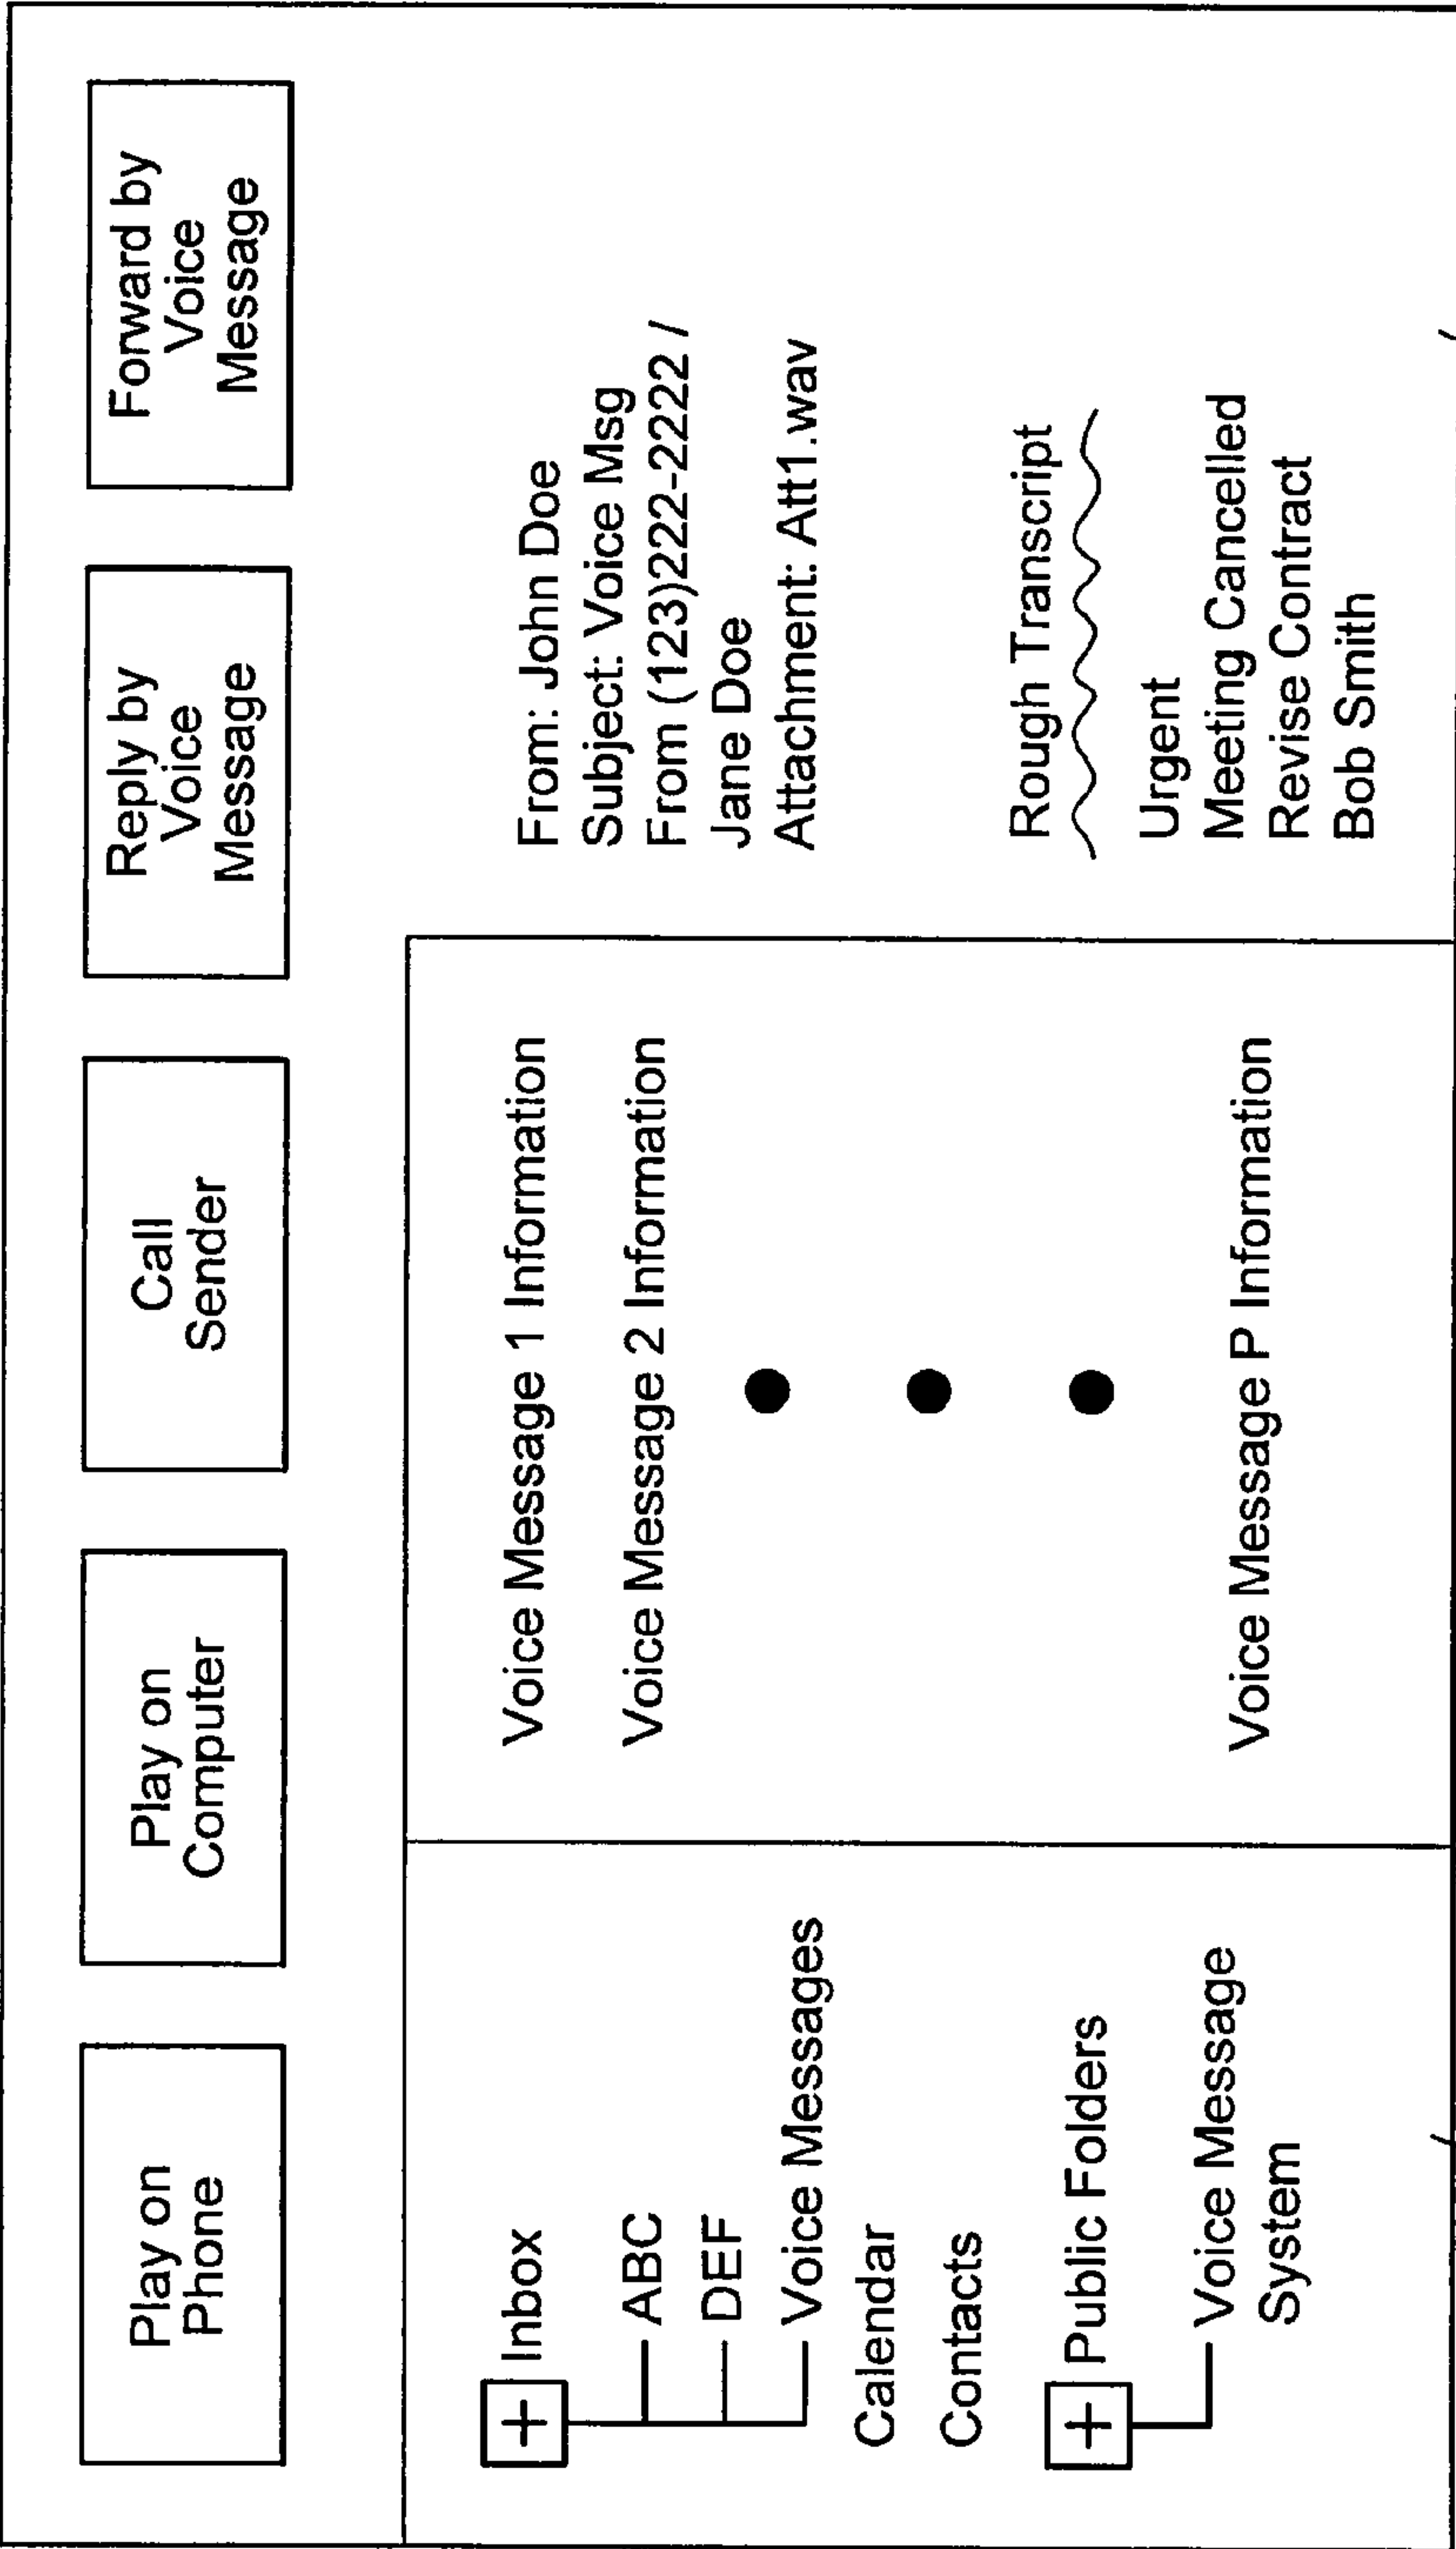 Play on
Phone
Play on
Computer
Call
Sender
Reply by
Voice
Message
Forward by
Voice
Message
+ Inbox
ABC
DEF
Voice Messages
Calendar
Contacts
+ Public Folders
Voice Message
System
Voice Message 1 Information
Voice Message 2 Information
Voice Message P Information
From: John Doe
Subject: Voice Msg
From (123)222-2222 /
Jane Doe
Attachment: Att1.wav
Rough Transcript
Urgent
Meeting Cancelled
Revise Contract
Bob Smith